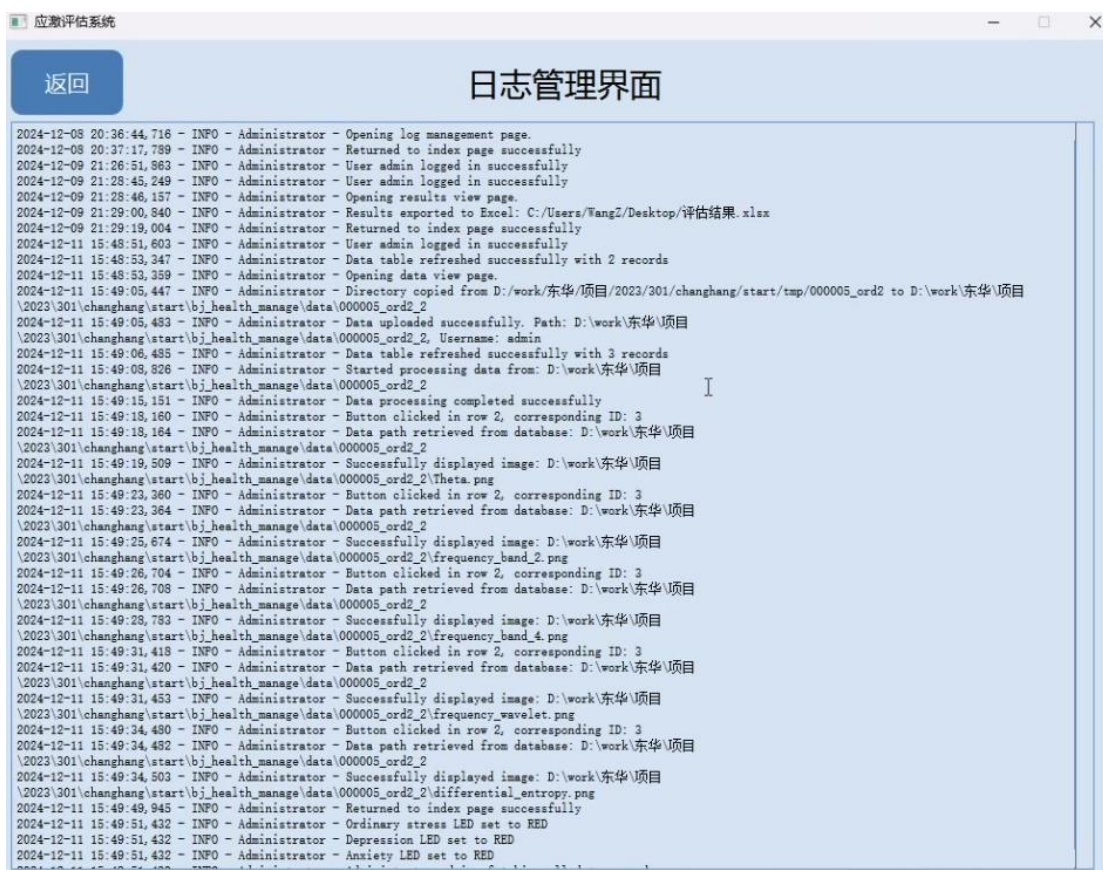 应激评估系统
返回
日志管理界面
2024-12-08 20:36:44,716 - INFO - Administrator - Opening log management page.
2024-12-08 20:37:17,789 - INFO - Administrator - Returned to index page successfully
2024-12-09 21:26:51,863 - INFO - Administrator - User admin logged in successfully
2024-12-09 21:28:45,249 - INFO - Administrator - User admin logged in successfully
2024-12-09 21:28:46,157 - INFO - Administrator - Opening results view page.
2024-12-09 21:29:00,840 - INFO - Administrator - Results exported to Excel: C:/Users/WangZ/Desktop/评估结果.xlsx
2024-12-09 21:29:19,004 - INFO - Administrator - Returned to index page successfully
2024-12-11 15:48:51,603 - INFO - Administrator - User admin logged in successfully
2024-12-11 15:48:53,347 - INFO - Administrator - Data table refreshed successfully with 2 records
2024-12-11 15:48:53,359 - INFO - Administrator - Opening data view page.
2024-12-11 15:49:05,447 - INFO - Administrator - Directory copied from D:/work/东华/项目/2023/301/changhang/start/tmp/000005_ord2 to D:\work\东华\项目
\2023\301\changhang\start\bj_health_manage\data\000005_ord2_2
2024-12-11 15:49:05,483 - INFO - Administrator - Data uploaded successfully. Path: D:\work\东华\项目
\2023\301\changhang\start\bj_health_manage\data\000005_ord2_2, Username: admin
2024-12-11 15:49:06,485 - INFO - Administrator - Data table refreshed successfully with 3 records
2024-12-11 15:49:08,826 - INFO - Administrator - Started processing data from: D:\work\东华\项目
\2023\301\changhang\start\bj_health_manage\data\000005_ord2_2
2024-12-11 15:49:15,151 - INFO - Administrator - Data processing completed successfully
2024-12-11 15:49:18,160 - INFO - Administrator - Button clicked in row 2, corresponding ID: 3
2024-12-11 15:49:18,164 - INFO - Administrator - Data path retrieved from database: D:\work\东华\项目
\2023\301\changhang\start\bj_health_manage\data\000005_ord2_2
2024-12-11 15:49:19,509 - INFO - Administrator - Successfully displayed image: D:\work\东华\项目
\2023\301\changhang\start\bj_health_manage\data\000005_ord2_2\Theta.png
2024-12-11 15:49:23,360 - INFO - Administrator - Button clicked in row 2, corresponding ID: 3
2024-12-11 15:49:23,364 - INFO - Administrator - Data path retrieved from database: D:\work\东华\项目
\2023\301\changhang\start\bj_health_manage\data\000005_ord2_2
2024-12-11 15:49:25,674 - INFO - Administrator - Successfully displayed image: D:\work\东华\项目
\2023\301\changhang\start\bj_health_manage\data\000005_ord2_2\frequency_band_2.png
2024-12-11 15:49:26,704 - INFO - Administrator - Button clicked in row 2, corresponding ID: 3
2024-12-11 15:49:26,708 - INFO - Administrator - Data path retrieved from database: D:\work\东华\项目
\2023\301\changhang\start\bj_health_manage\data\000005_ord2_2
2024-12-11 15:49:28,783 - INFO - Administrator - Successfully displayed image: D:\work\东华\项目
\2023\301\changhang\start\bj_health_manage\data\000005_ord2_2\frequency_band_4.png
2024-12-11 15:49:31,418 - INFO - Administrator - Button clicked in row 2, corresponding ID: 3
2024-12-11 15:49:31,420 - INFO - Administrator - Data path retrieved from database: D:\work\东华\项目
\2023\301\changhang\start\bj_health_manage\data\000005_ord2_2
2024-12-11 15:49:31,453 - INFO - Administrator - Successfully displayed image: D:\work\东华\项目
\2023\301\changhang\start\bj_health_manage\data\000005_ord2_2\frequency_wavelet.png
2024-12-11 15:49:34,480 - INFO - Administrator - Button clicked in row 2, corresponding ID: 3
2024-12-11 15:49:34,482 - INFO - Administrator - Data path retrieved from database: D:\work\东华\项目
\2023\301\changhang\start\bj_health_manage\data\000005_ord2_2
2024-12-11 15:49:34,503 - INFO - Administrator - Successfully displayed image: D:\work\东华\项目
\2023\301\changhang\start\bj_health_manage\data\000005_ord2_2\differential_entropy.png
2024-12-11 15:49:49,945 - INFO - Administrator - Returned to index page successfully
2024-12-11 15:49:51,432 - INFO - Administrator - Ordinary stress LED set to RED
2024-12-11 15:49:51,432 - INFO - Administrator - Depression LED set to RED
2024-12-11 15:49:51,432 - INFO - Administrator - Anxiety LED set to RED